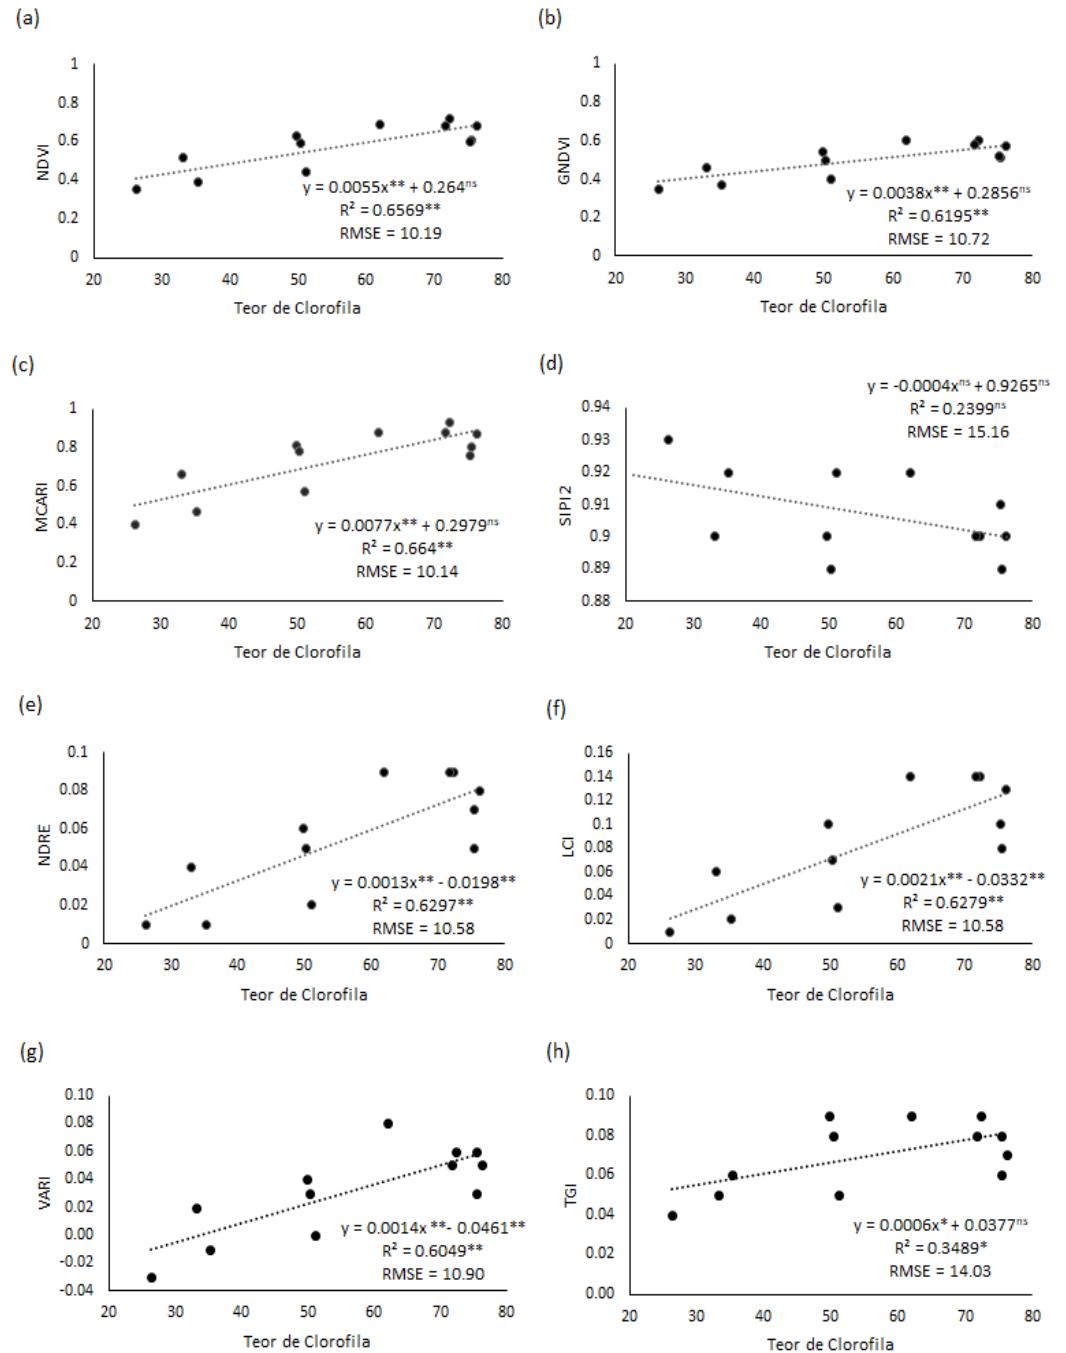 (a)
1
0.8
0.6
0.4
0.2
0
NDVI
y = 0.0055x** + 0.264ns
R² = 0.6569**
RMSE = 10.19
20 30 40 50 60 70 80
Teor de Clorofila
(b)
1
0.8
0.6
0.4
0.2
0
GNDVI
y = 0.0038x** + 0.2856ns
R² = 0.6195**
RMSE = 10.72
20 30 40 50 60 70 80
Teor de Clorofila
(c)
1
0.8
0.6
0.4
0.2
0
MCARI
y = 0.0077x** + 0.2979ns
R² = 0.664**
RMSE = 10.14
20 30 40 50 60 70 80
Teor de Clorofila
(d)
y = -0.0004xns + 0.9265ns
R² = 0.2399ns
RMSE = 15.16
0.94
0.93
0.92
0.91
0.9
0.89
0.88
SIPI2
20 30 40 50 60 70 80
Teor de Clorofila
(e)
0.1
0.08
0.06
0.04
0.02
0
NDRE
y = 0.0013x** - 0.0198**
R² = 0.6297**
RMSE = 10.58
20 30 40 50 60 70 80
Teor de Clorofila
(f)
0.16
0.14
0.12
0.1
0.08
0.06
0.04
0.02
0
LCI
y = 0.0021x** - 0.0332**
R² = 0.6279**
RMSE = 10.58
20 30 40 50 60 70 80
Teor de Clorofila
(g)
0.10
0.08
0.06
0.04
0.02
0.00
-0.02
-0.04
VARI
y = 0.0014x **- 0.0461**
R² = 0.6049**
RMSE = 10.90
20 30 40 50 60 70 80
Teor de Clorofila
(h)
0.10
0.08
0.06
0.04
0.02
0.00
TGI
y = 0.0006x* + 0.0377ns
R² = 0.3489*
RMSE = 14.03
20 30 40 50 60 70 80
Teor de Clorofila